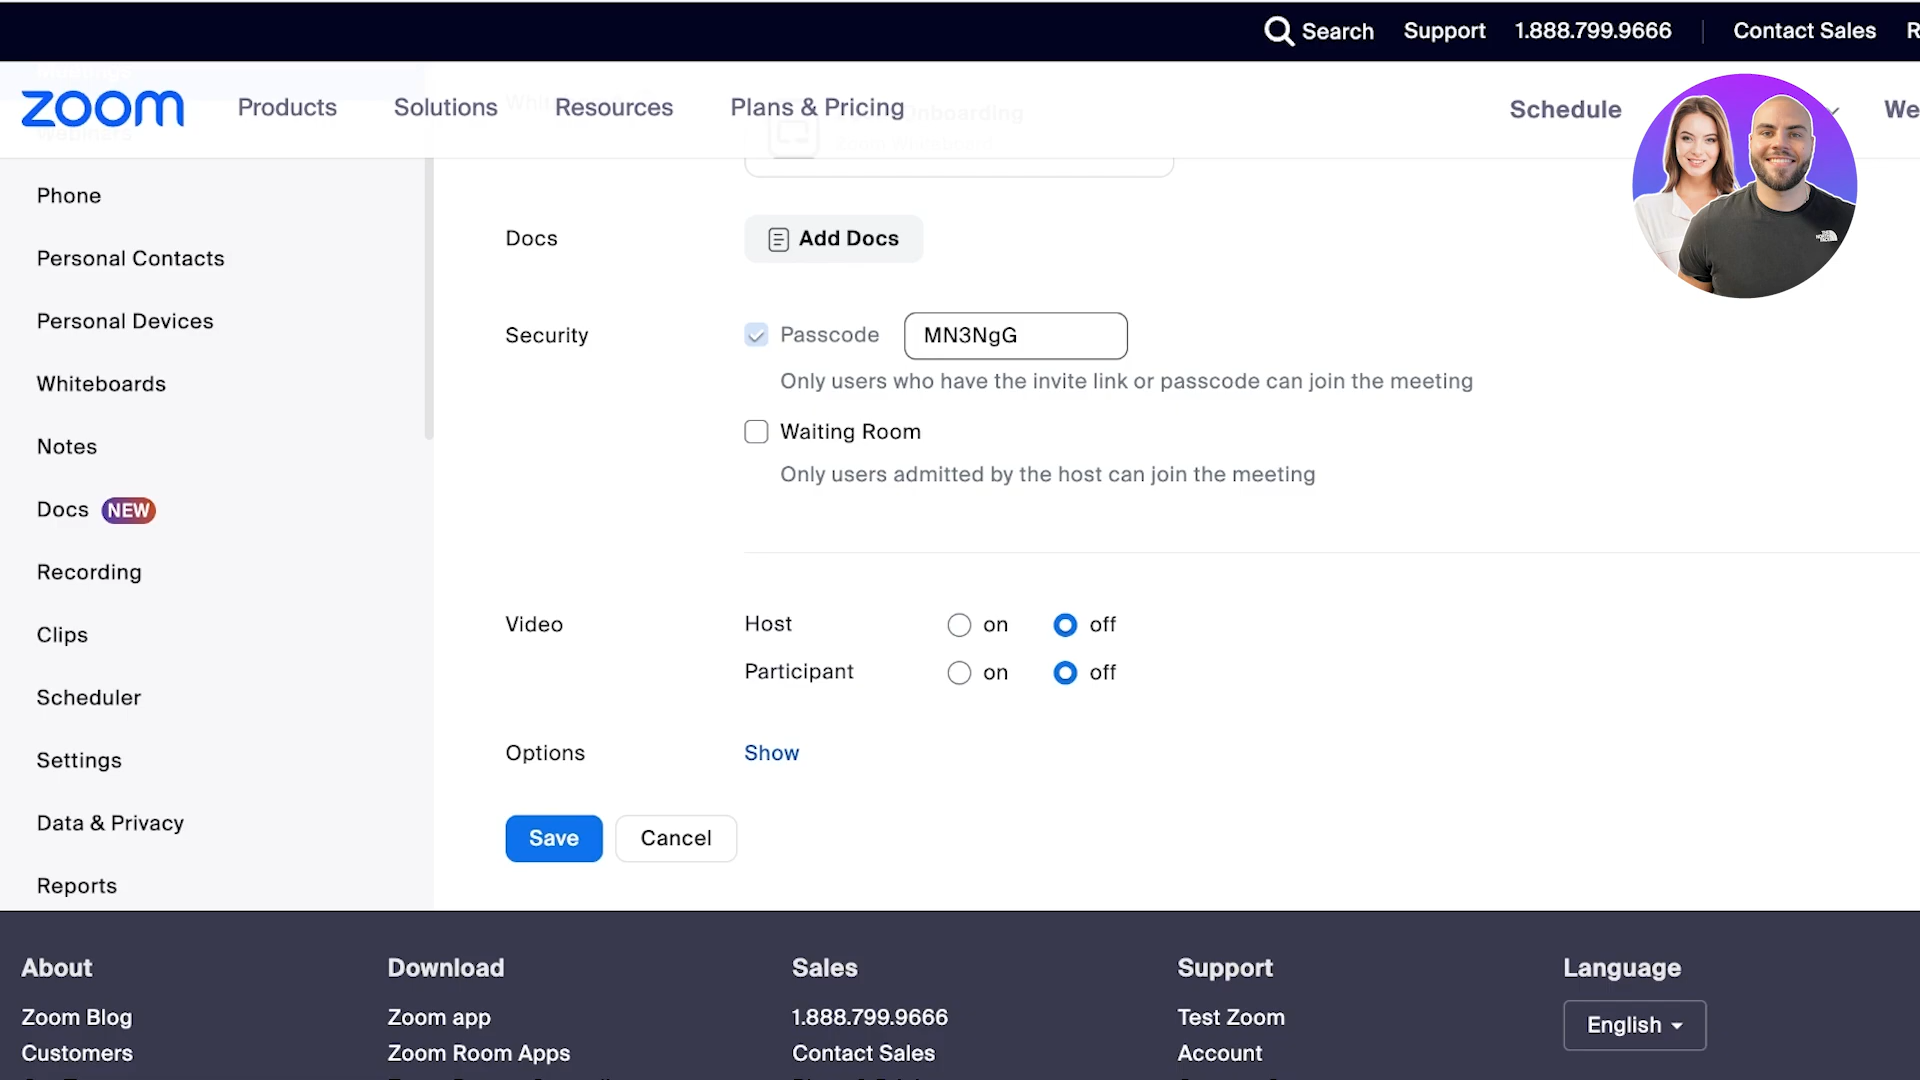 Search Support 1.888.799.9666 Contact Sales R
Meetings
zoom Products Solutions Resources Plans & Pricing Schedule We
Onboarding
Webinars
Phone
Docs Add Docs
Personal Contacts
Personal Devices
Security Passcode MN3NgG
Only users who have the invite link or passcode can join the meeting
Whiteboards
Waiting Room
Notes
Only users admitted by the host can join the meeting
Docs NEW
Recording
Clips
Video Host on off
Participant on off
Scheduler
Settings
Options Show
Data & Privacy
Save Cancel
Reports
About Download Sales Support Language
Zoom Blog Zoom app 1.888.799.9666 Test Zoom English
Customers Zoom Room Apps Contact Sales Account